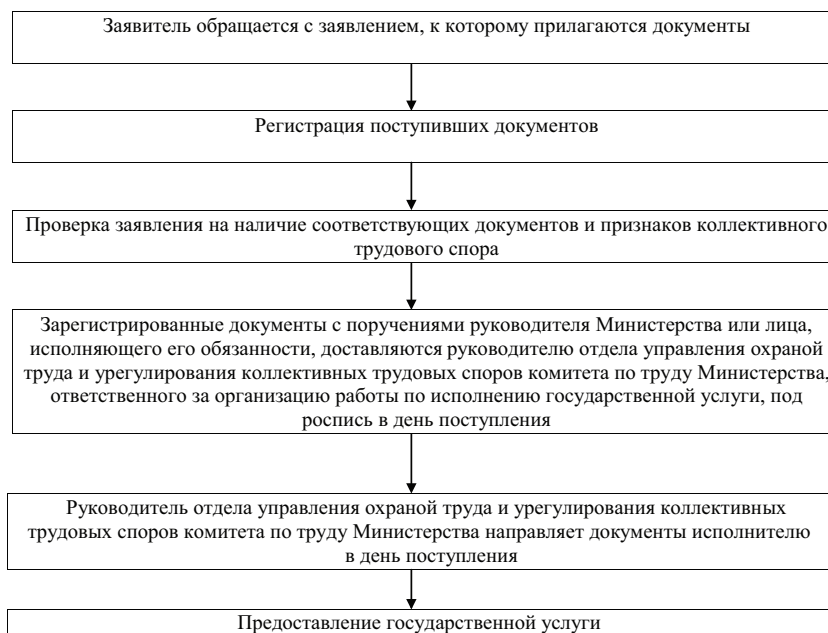 Заявитель обращается с заявлением, к которому прилагаются документы
Регистрация поступивших документов
Проверка заявления на наличие соответствующих документов и признаков коллективного
трудового спора
Зарегистрированные документы с поручениями руководителя Министерства или лица,
исполняющего его обязанности, доставляются руководителю отдела управления охраной
труда и урегулирования коллективных трудовых споров комитета по труду Министерства,
ответственного за организацию работы по исполнению государственной услуги, под
роспись в день поступления
Руководитель отдела управления охраной труда и урегулирования коллективных
трудовых споров комитета по труду Министерства направляет документы исполнителю
в день поступления
Предоставление государственной услуги